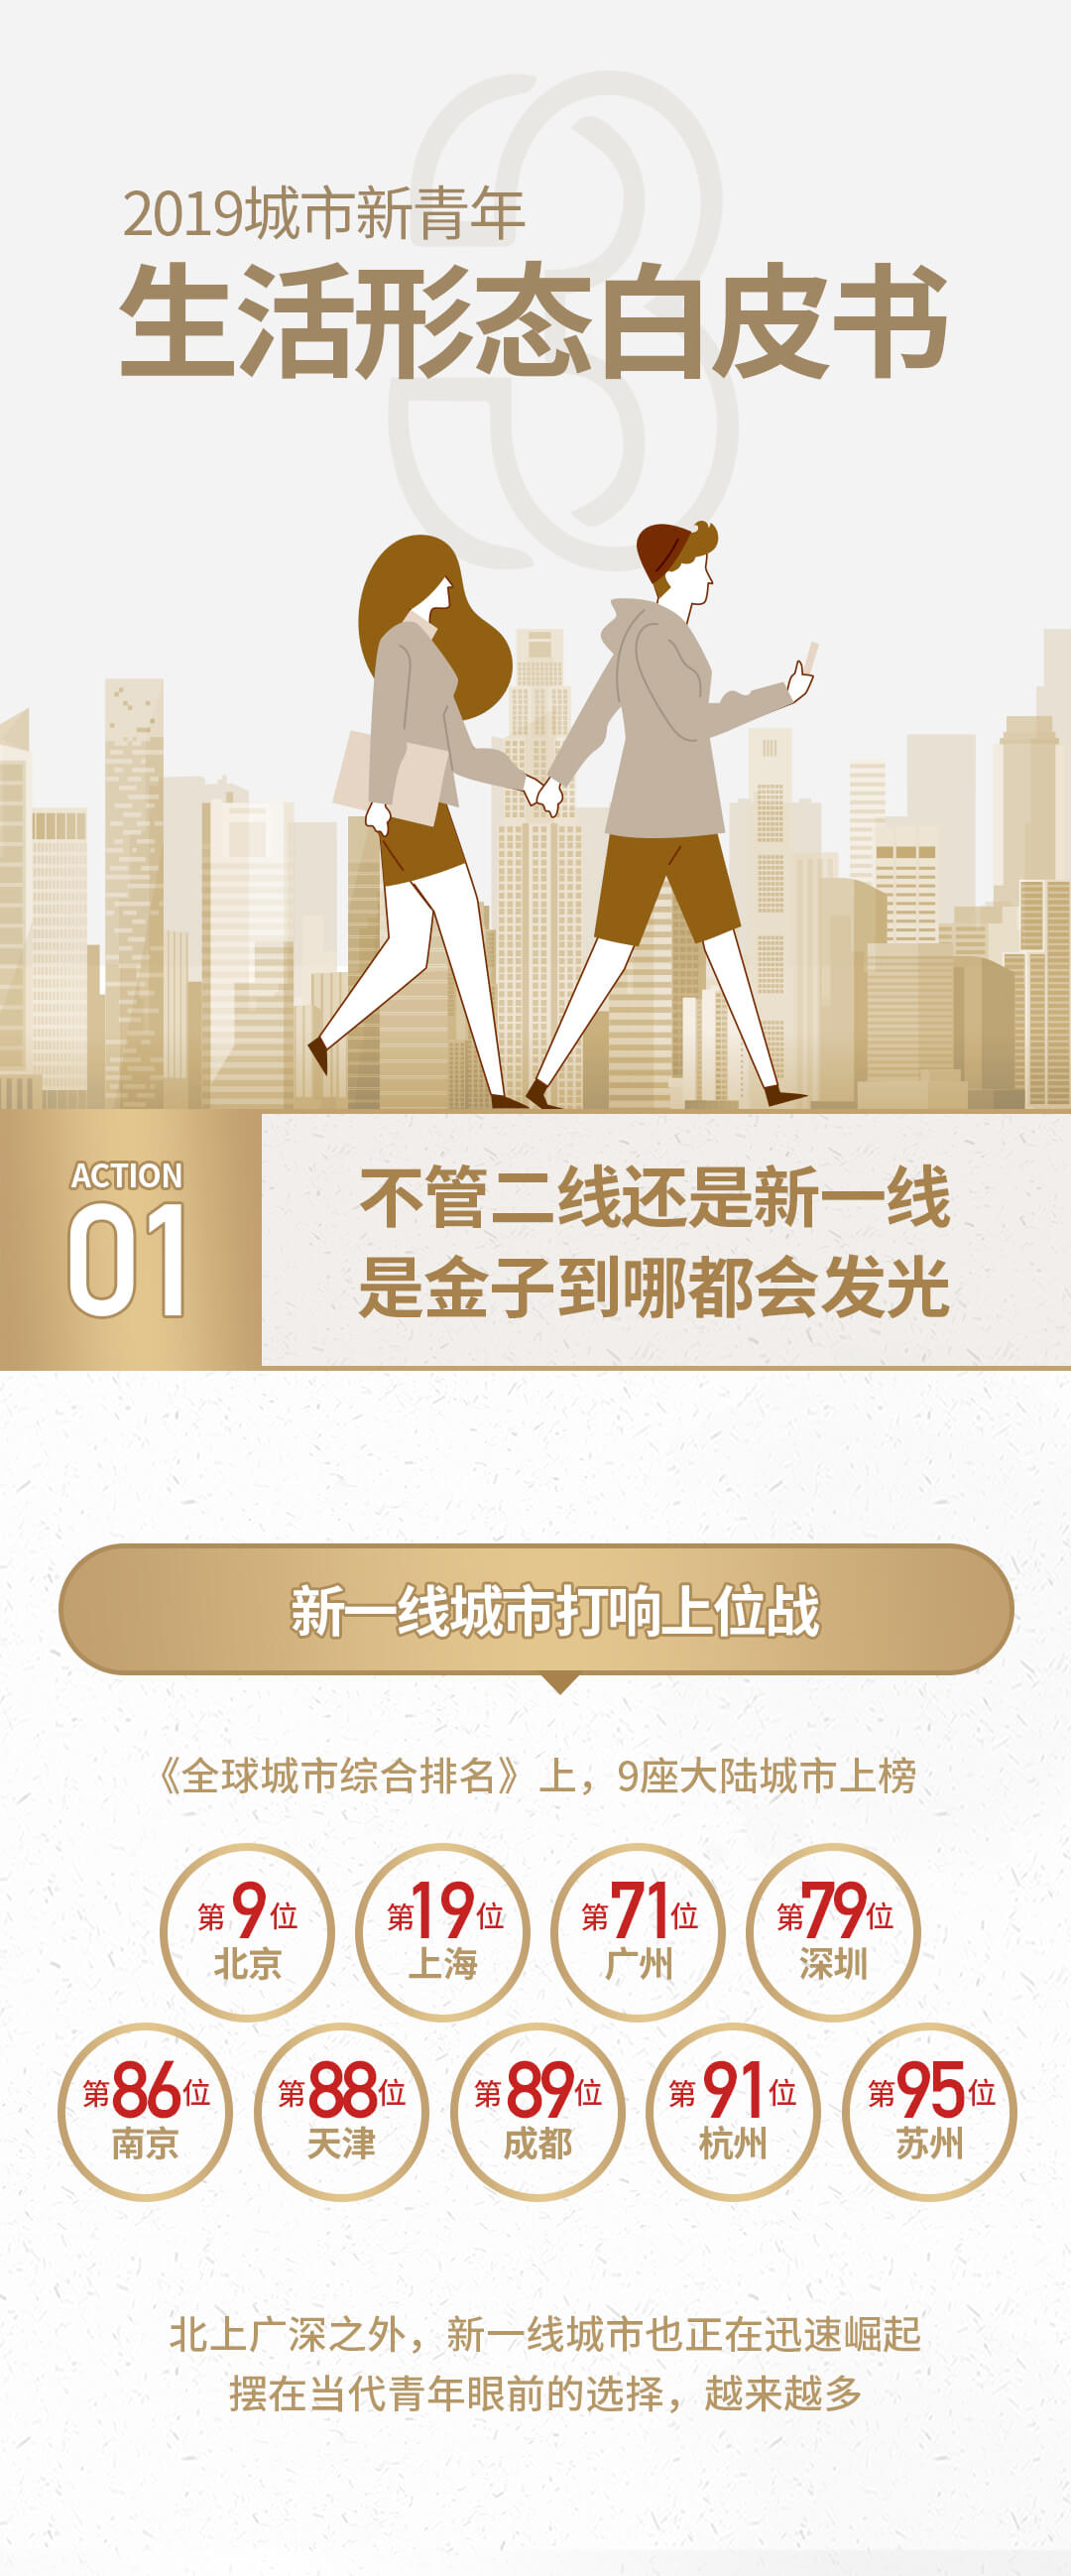 2019城市新青年
生活形态白皮书
ACTION
01
不管二线还是新一线
是金子到哪都会发光
新一线城市打响上位战
《全球城市综合排名》上，9座大陆城市上榜
第9位
北京
第19位
上海
第71位
广州
第79位
深圳
第86位
南京
第88位
天津
第89位
成都
第91位
杭州
第95位
苏州
北上广深之外，新一线城市也正在迅速崛起
摆在当代青年眼前的选择，越来越多